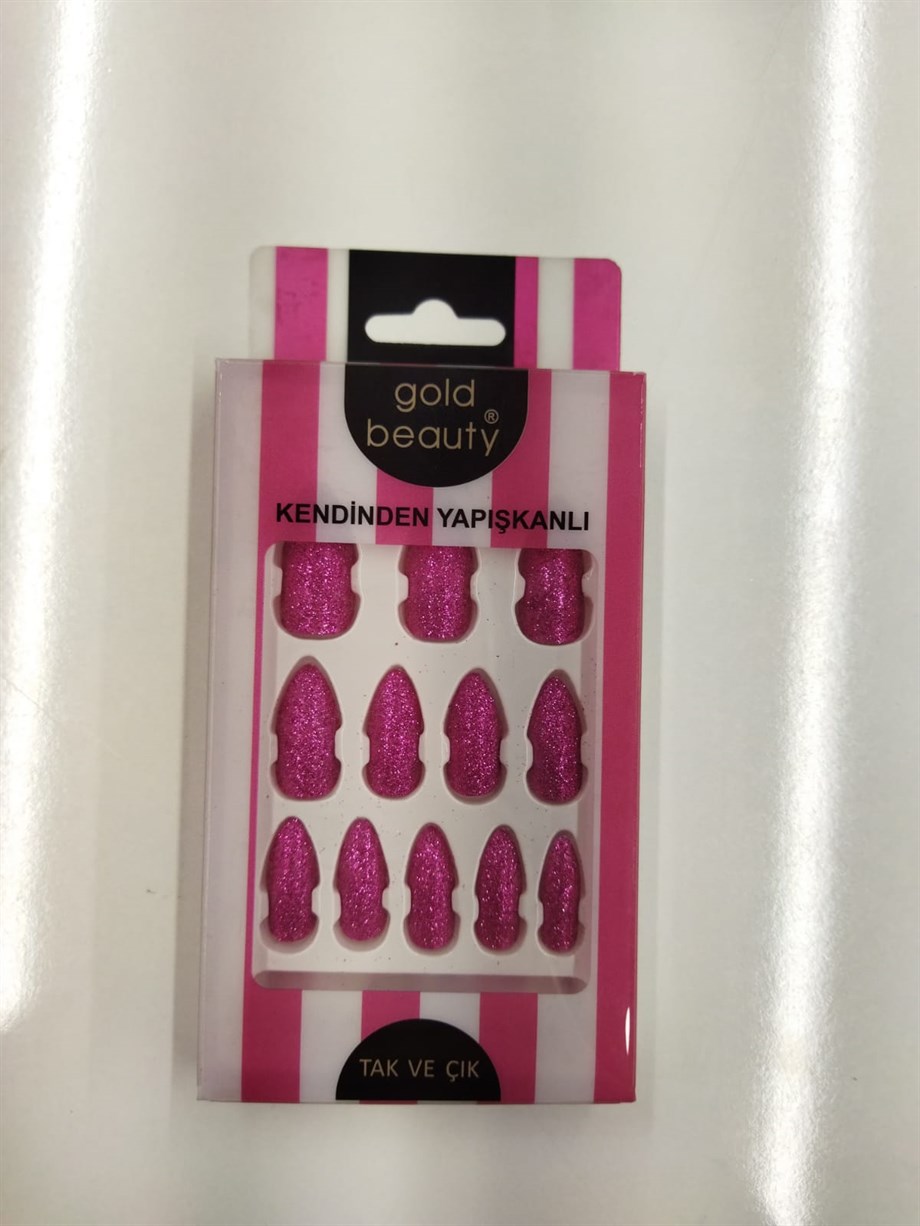 gold
beauty®
KENDİNDEN YAPIŞKANLI
TAK VE ÇIK